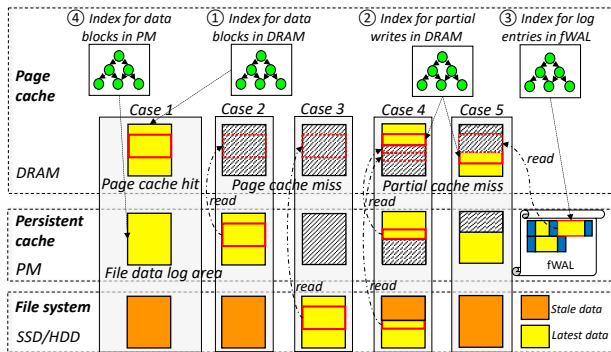 ④ Index for data
blocks in PM
① Index for data
blocks in DRAM
② Index for partial
writes in DRAM
③ Index for log
entries in fWAL
Page
cache
DRAM
Case 1
Case 2
Case 3
Case 4
Case 5
read
Page cache hit
Page cache miss
Partial cache miss
read
read
Persistent
cache
PM
File data log area
fWAL
read
read
File system
SSD/HDD
Stale data
Latest data